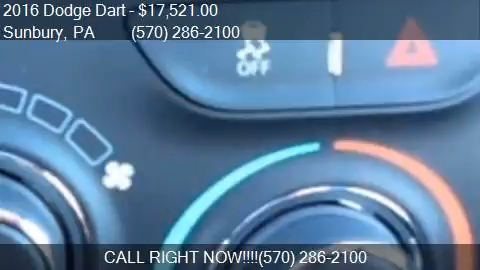 2016 Dodge Dart - $17,521.00
Sunbury, PA (570) 286-2100
OFF
CALL RIGHT NOW!!!!(570) 286-2100